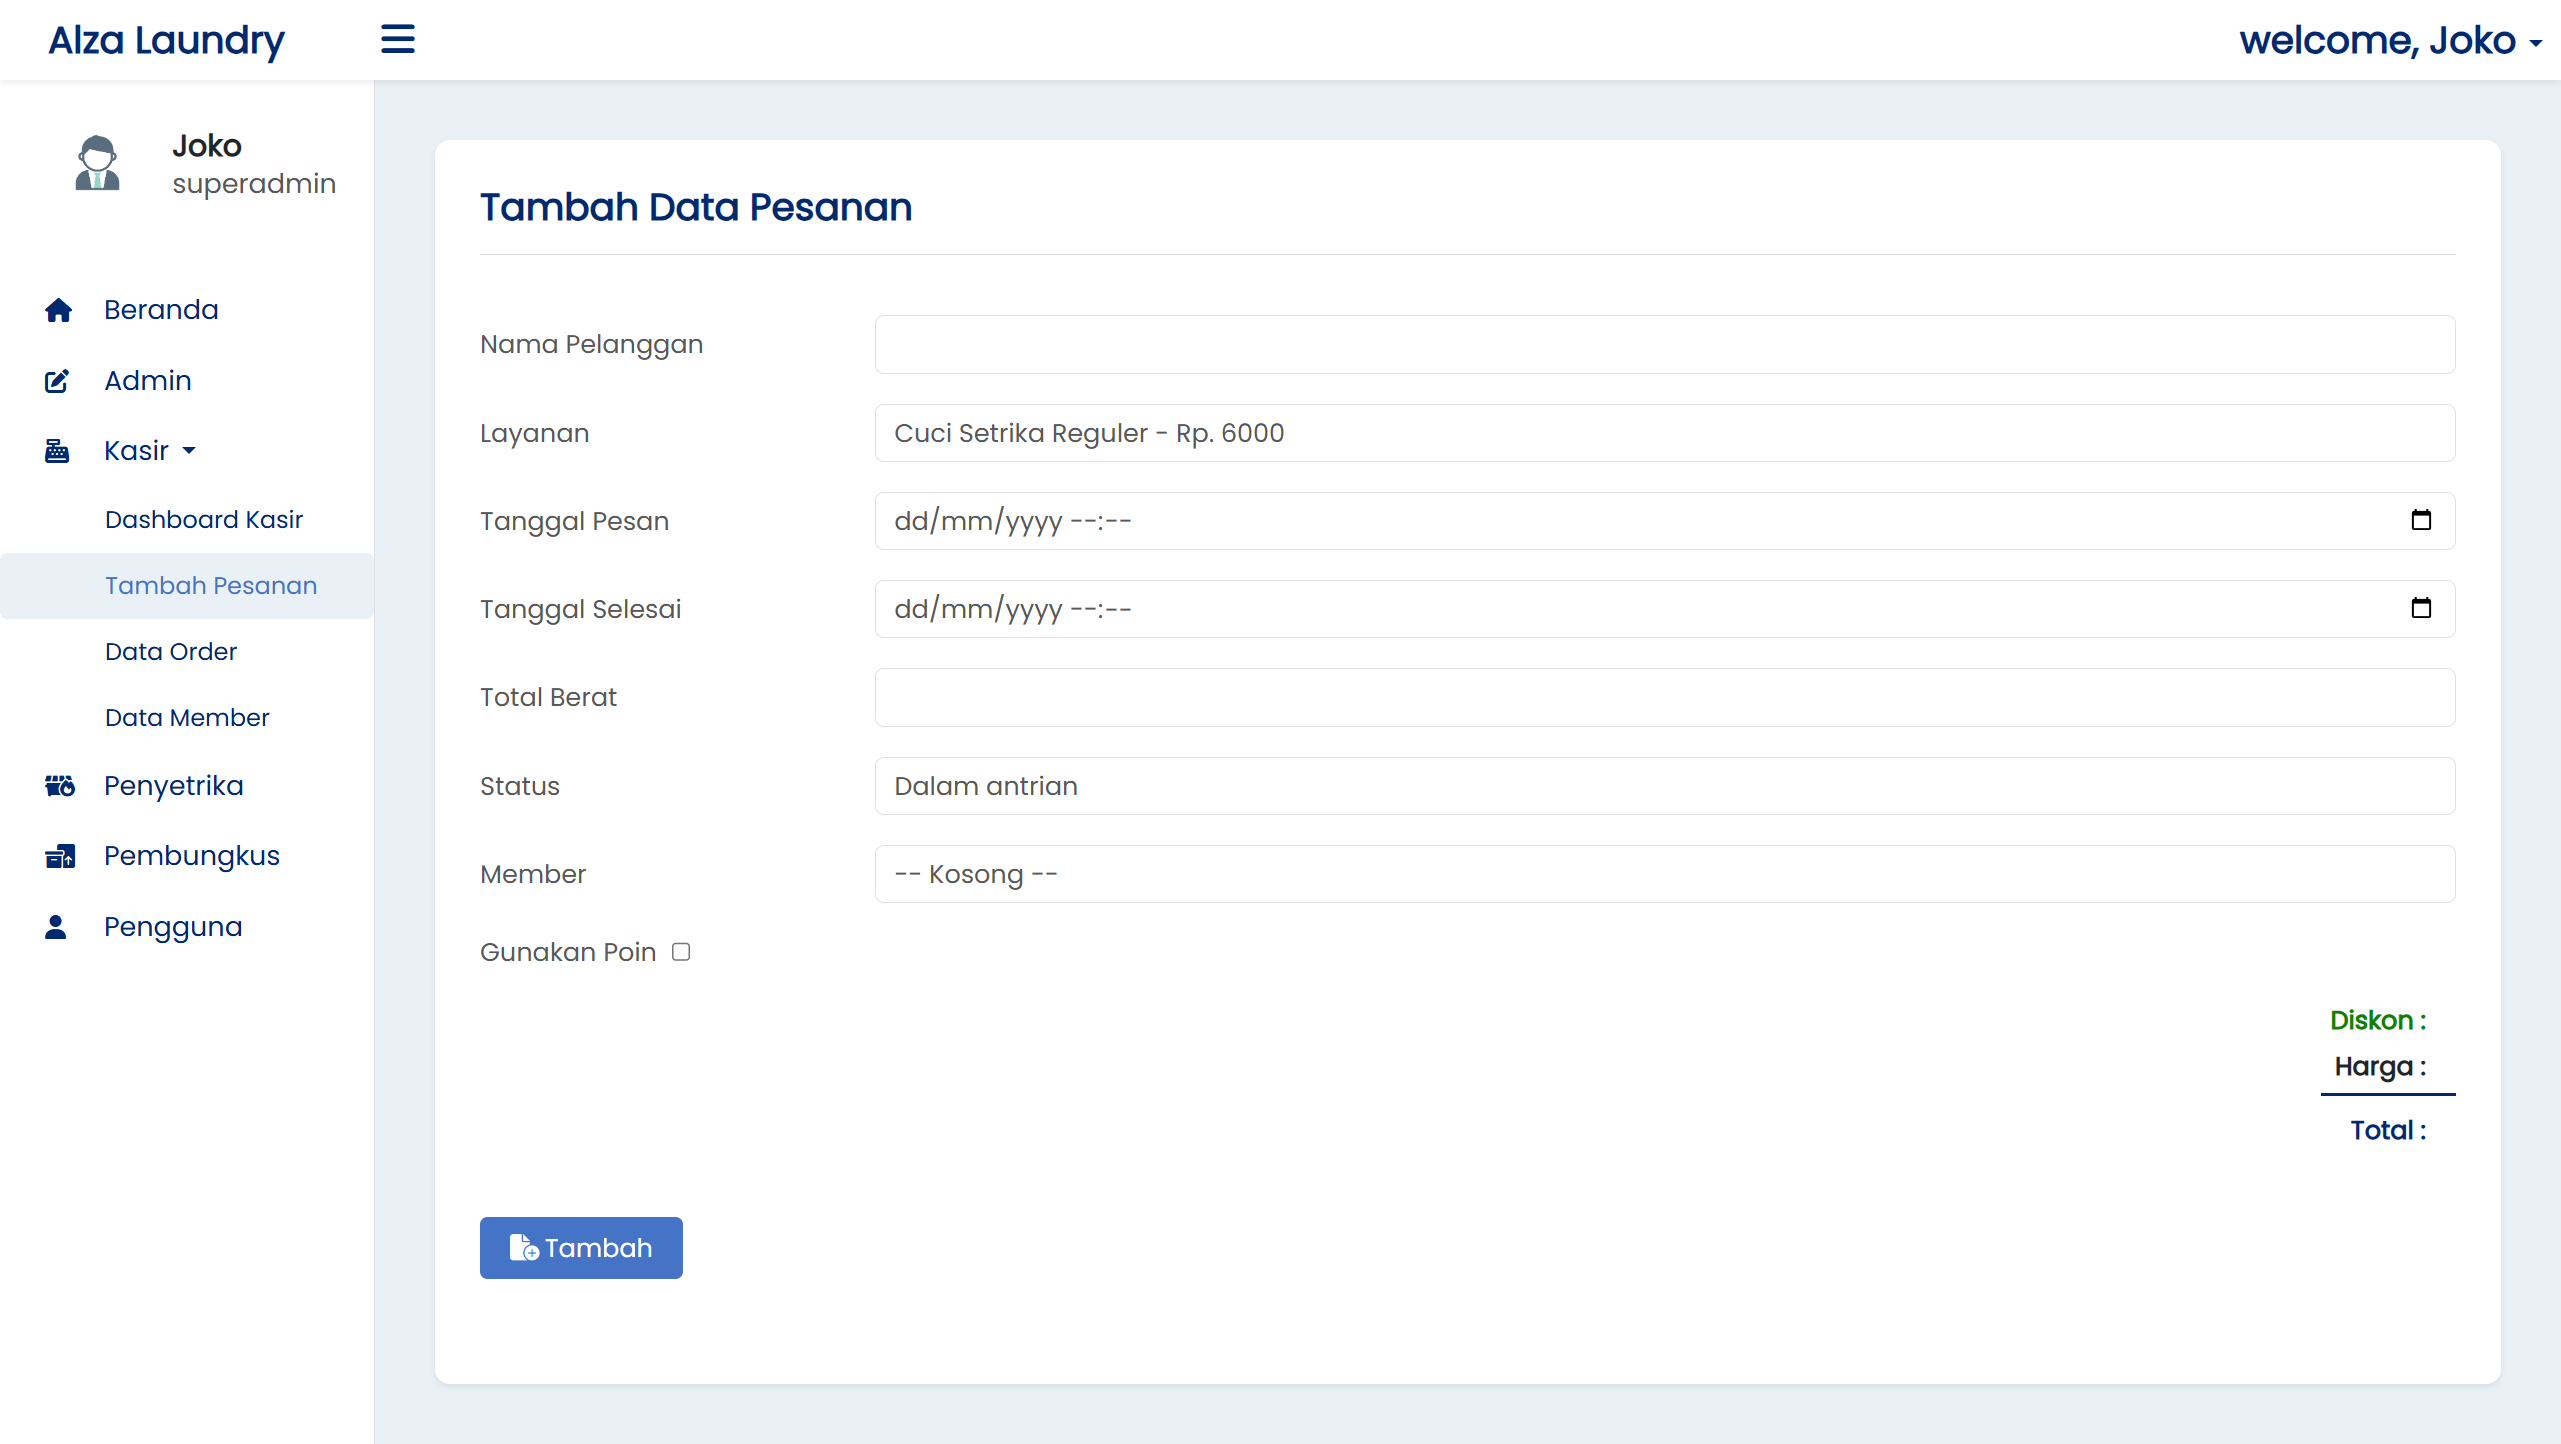 Alza Laundry
welcome, Joko
Joko
superadmin
Beranda
Admin
Kasir
Dashboard Kasir
Tambah Pesanan
Data Order
Data Member
Penyetrika
Pembungkus
Pengguna
Tambah Data Pesanan
Nama Pelanggan
Layanan Cuci Setrika Reguler - Rp. 6000
Tanggal Pesan dd/mm/yyyy --:--
Tanggal Selesai dd/mm/yyyy --:--
Total Berat
Status Dalam antrian
Member -- Kosong --
Gunakan Poin
Diskon :
Harga :
Total :
Tambah